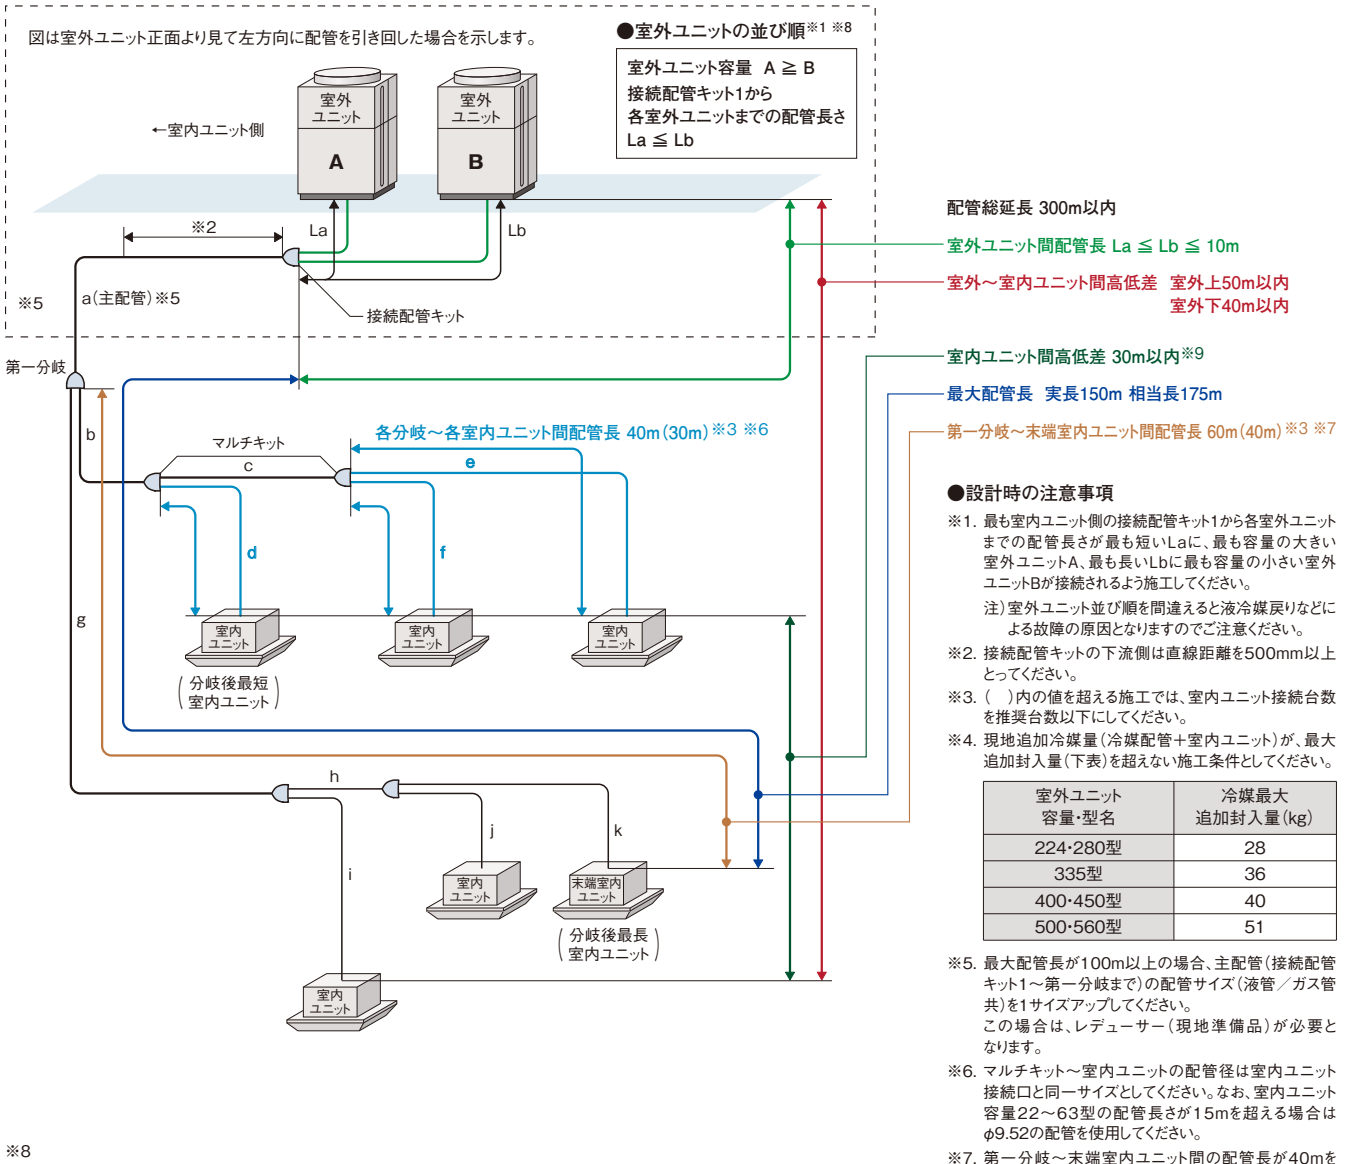 図は室外ユニット正面より見て左方向に配管を引き回した場合を示します。
●室外ユニットの並び順※1 ※8
室外ユニット容量 A ≧ B
接続配管キット1から
各室外ユニットまでの配管長さ
La ≦ Lb
←室内ユニット側
室外
ユニット
A
室外
ユニット
B
※2
La
Lb
※5
a(主配管)※5
接続配管キット
第一分岐
b
マルチキット
c
各分岐～各室内ユニット間配管長 40m(30m)※3 ※6
e
d
f
g
室内
ユニット
室内
ユニット
室内
ユニット
(分岐後最短
室内ユニット)
h
j
k
i
室内
ユニット
末端室内
ユニット
(分岐後最長
室内ユニット)
室内
ユニット
※8
配管総延長 300m以内
室外ユニット間配管長 La ≦ Lb ≦ 10m
室外～室内ユニット間高低差 室外上50m以内
室外下40m以内
室内ユニット間高低差 30m以内※9
最大配管長 実長150m 相当長175m
第一分岐～末端室内ユニット間配管長 60m(40m)※3 ※7
●設計時の注意事項
※1. 最も室内ユニット側の接続配管キット1から各室外ユニット
までの配管長さが最も短いLaに、最も容量の大きい
室外ユニットA、最も長いLbに最も容量の小さい室外
ユニットBが接続されるよう施工してください。
注)室外ユニット並び順を間違えると液冷媒戻りなどに
よる故障の原因となりますのでご注意ください。
※2. 接続配管キットの下流側は直線距離を500mm以上
とってください。
※3. ( )内の値を超える施工では、室内ユニット接続台数
を推奨台数以下にしてください。
※4. 現地追加冷媒量(冷媒配管＋室内ユニット)が、最大
追加封入量(下表)を超えない施工条件としてください。
室外ユニット
容量・型名
冷媒最大
追加封入量(kg)
224・280型 28
335型 36
400・450型 40
500・560型 51
※5. 最大配管長が100m以上の場合、主配管(接続配管
キット1～第一分岐まで)の配管サイズ(液管／ガス管
共)を1サイズアップしてください。
この場合は、レデューサー(現地準備品)が必要と
なります。
※6. マルチキット～室内ユニットの配管径は室内ユニット
接続口と同一サイズとしてください。なお、室内ユニット
容量22～63型の配管長さが15mを超える場合は
φ9.52の配管を使用してください。
※7. 第一分岐～末端室内ユニット間の配管長が40mを